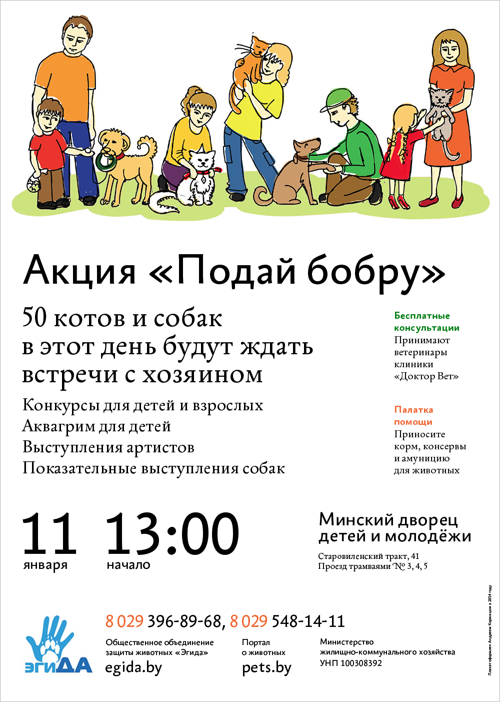 Акция «Подай бобру»
50 котов и собак
в этот день будут ждать
встречи с хозяином
Конкурсы для детей и взрослых
Аквагрим для детей
Выступления артистов
Показательные выступления собак
Бесплатные
консультации
Принимают
ветеринары
клиники
«Доктор Вет»
Палатка
помощи
Приносите
корм, консервы
и амуницию
для животных
11
января
13:00
начало
Минский дворец
детей и молодёжи
Старовиленский тракт, 41
Проезд трамваями № 3, 4, 5
8 029 396-89-68, 8 029 548-14-11
эгиДА
Общественное объединение
защиты животных «Эгида»
egida.by
Портал
о животных
pets.by
Министерство
жилищно-коммунального хозяйства
УНП 100308392